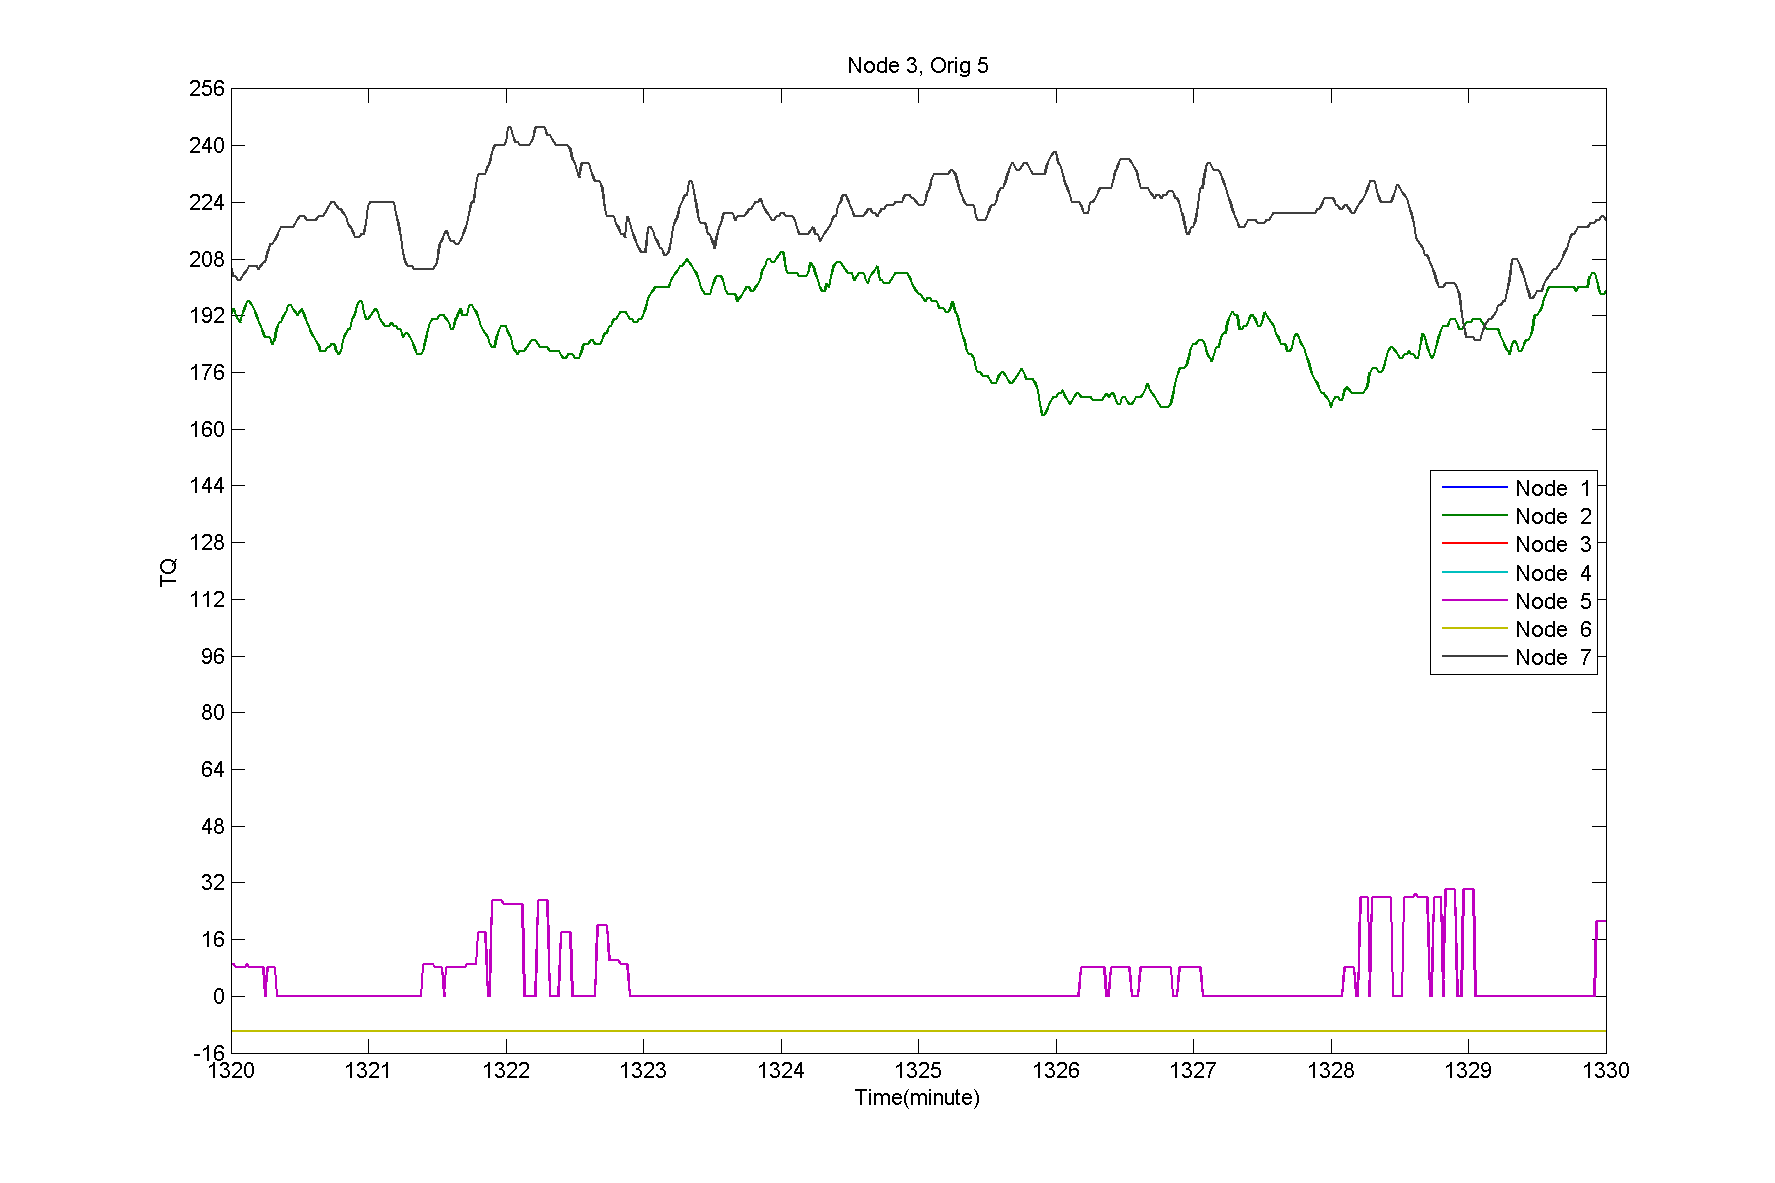 Node 3, Orig 5
256
240
224
208
192
176
160
144
128
112
96
80
64
48
32
16
0
-16
TQ
Node 1
Node 2
Node 3
Node 4
Node 5
Node 6
Node 7
1320 1321 1322 1323 1324 1325 1326 1327 1328 1329 1330
Time(minute)